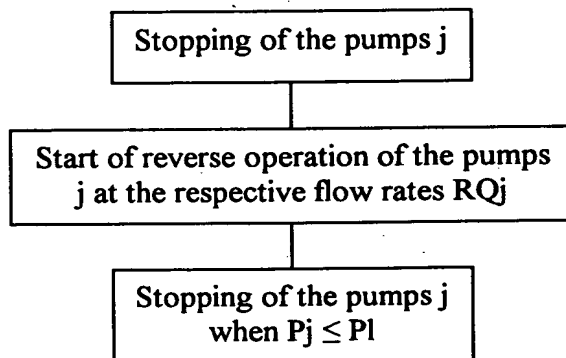 Stopping of the pumps j
Start of reverse operation of the pumps
j at the respective flow rates RQj
Stopping of the pumps j
when Pj ≤ Pl